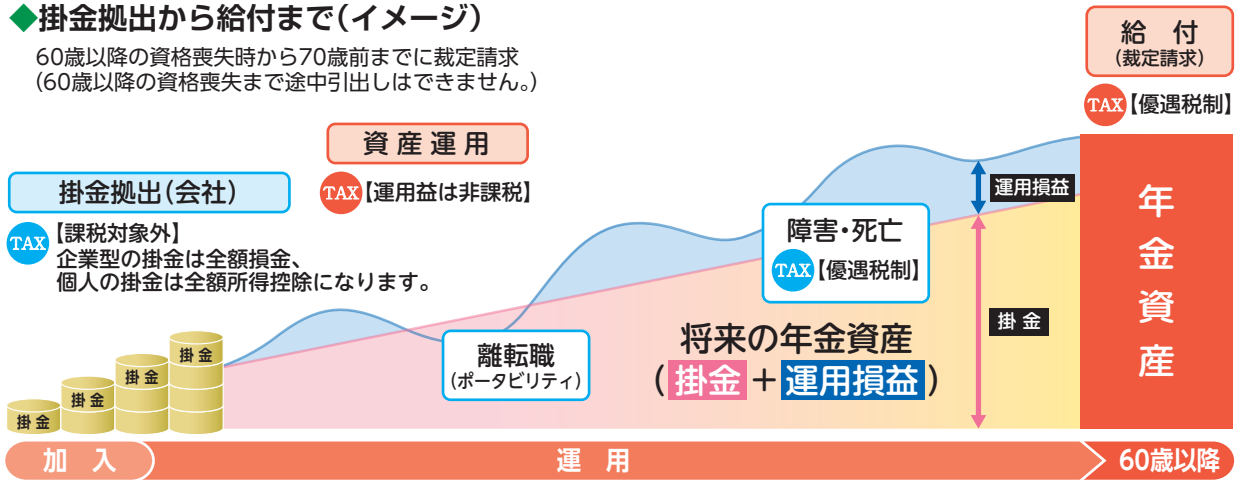 ◆掛金拠出から給付まで(イメージ)
60歳以降の資格喪失時から70歳前までに裁定請求
(60歳以降の資格喪失まで途中引出しはできません。)
給 付
(裁定請求)
TAX【優遇税制】
資産運用
TAX【運用益は非課税】
掛金拠出(会社)
TAX【課税対象外】
企業型の掛金は全額損金、
個人の掛金は全額所得控除になります。
運用損益
障害・死亡
TAX【優遇税制】
年金資産
掛金
離転職
(ポータビリティ)
将来の年金資産
(掛金+運用損益)
掛金
掛金
掛金
掛金
加 入
運 用
60歳以降